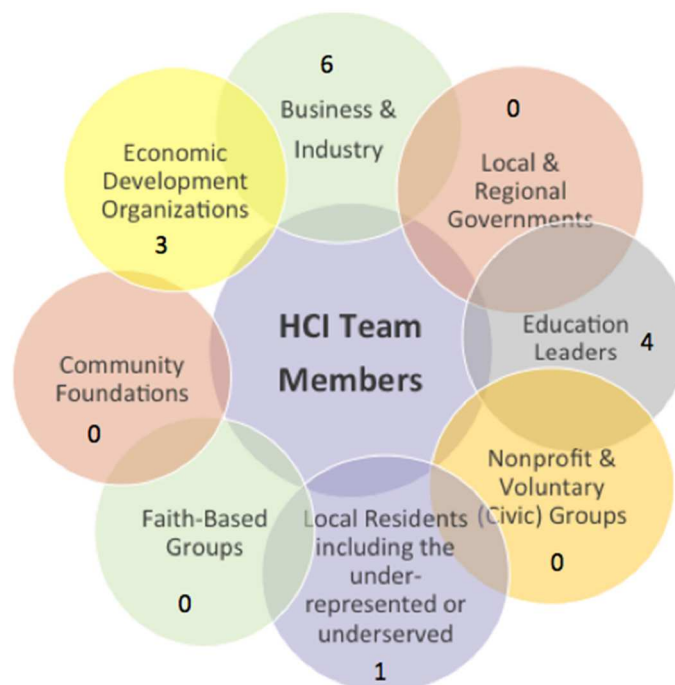 6
Business &
Industry
0
Local &
Regional
Governments
Education
Leaders
4
Nonprofit &
Voluntary
(Civic) Groups
0
Local Residents
including the
under-
represented or
underserved
1
Faith-Based
Groups
0
Community
Foundations
0
Economic
Development
Organizations
3
HCI Team
Members